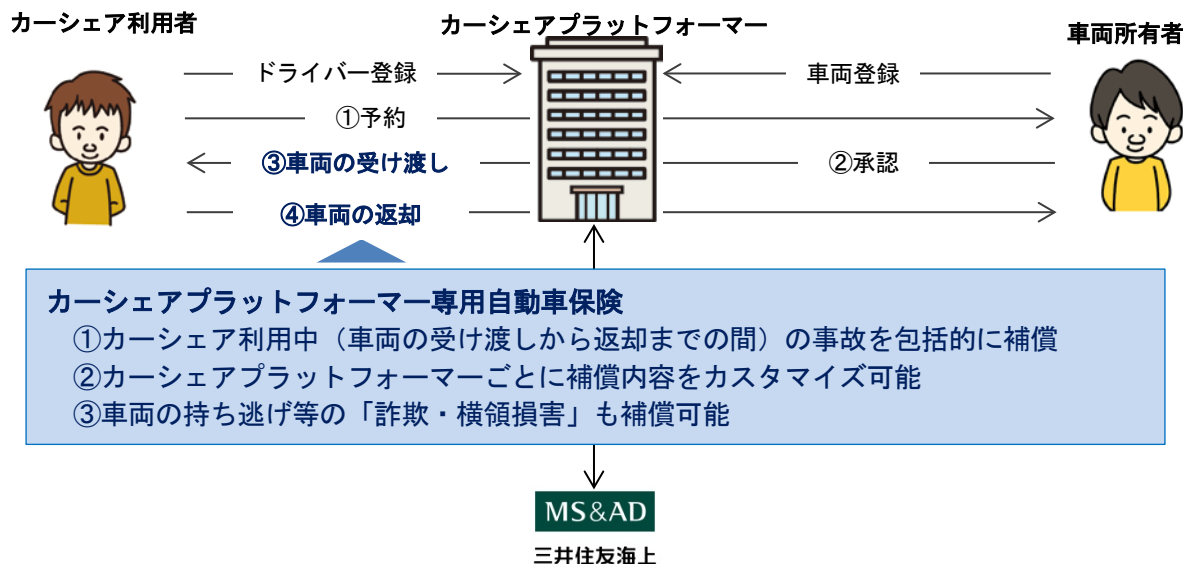 カーシェア利用者
カーシェアプラットフォーマー
車両所有者
ドライバー登録
車両登録
①予約
③車両の受け渡し
②承認
④車両の返却
カーシェアプラットフォーマー専用自動車保険
①カーシェア利用中（車両の受け渡しから返却までの間）の事故を包括的に補償
②カーシェアプラットフォーマーごとに補償内容をカスタマイズ可能
③車両の持ち逃げ等の「詐欺・横領損害」も補償可能
MS&AD
三井住友海上